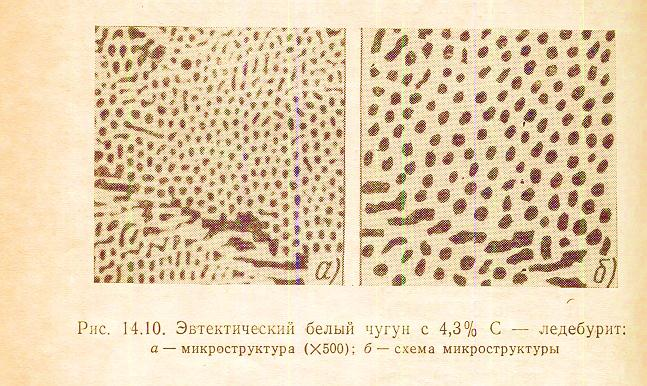 а) б)
Рис. 14.10. Эвтектический белый чугун с 4,3% С — ледебурит:
а — микроструктура (×500); б — схема микроструктуры